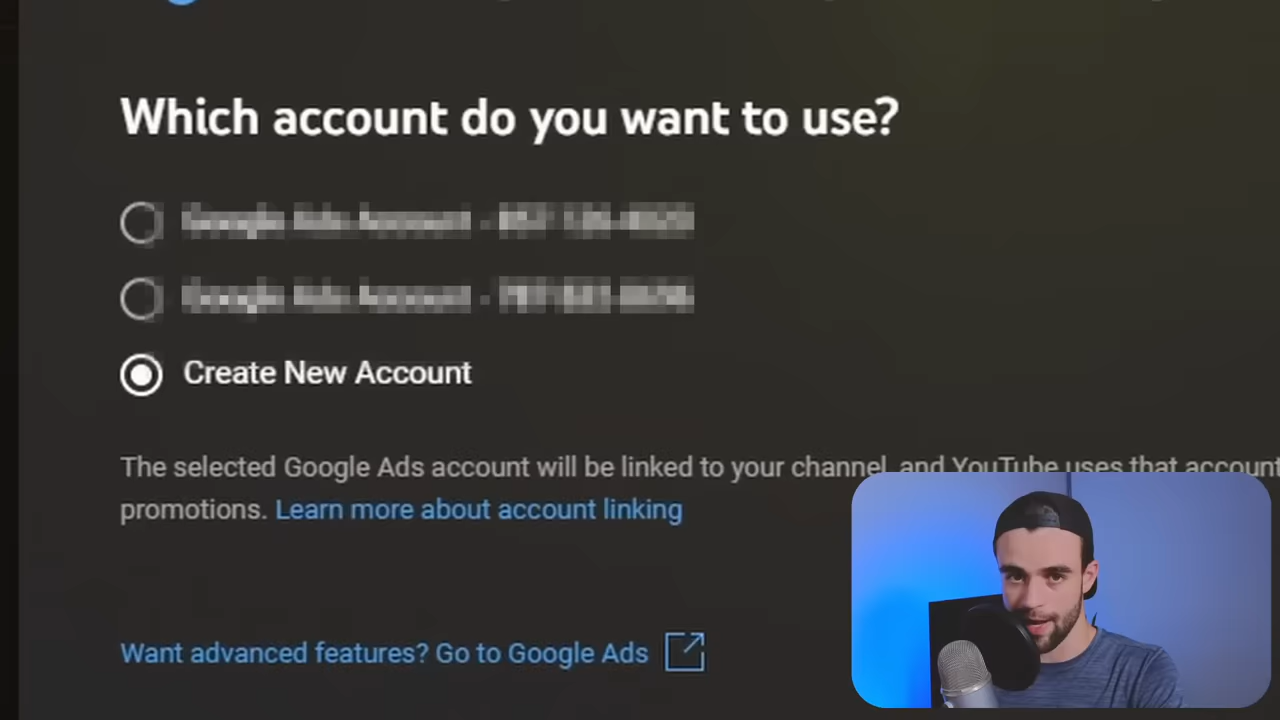 Which account do you want to use?
Create New Account
The selected Google Ads account will be linked to your channel, and YouTube uses that account
promotions. Learn more about account linking
Want advanced features? Go to Google Ads